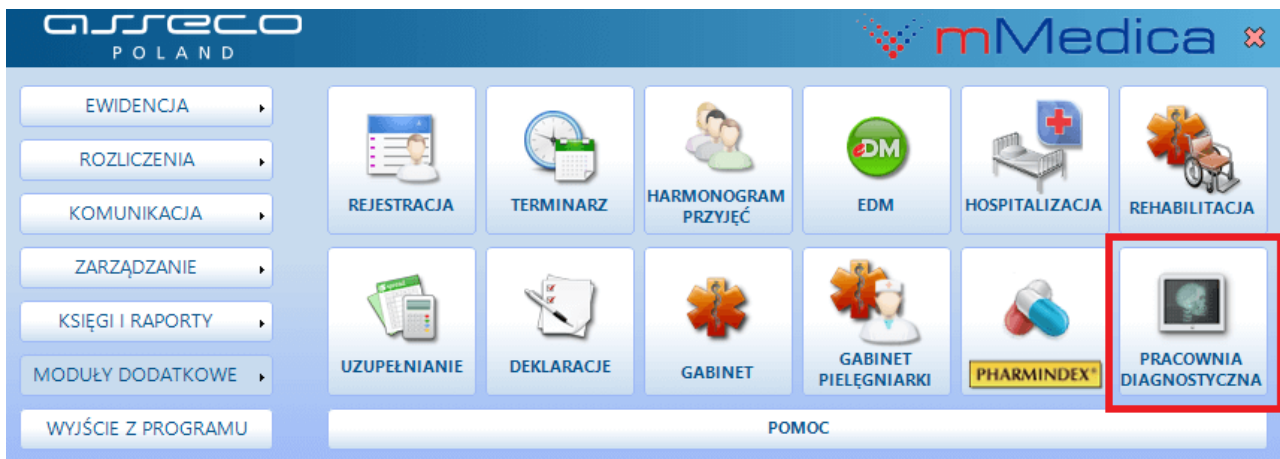 asseco
POLAND
mMedica
EWIDENCJA
ROZLICZENIA
KOMUNIKACJA
ZARZĄDZANIE
KSIĘGI I RAPORTY
MODUŁY DODATKOWE
WYJŚCIE Z PROGRAMU
REJESTRACJA
TERMINARZ
HARMONOGRAM
PRZYJĘĆ
eDM
EDM
HOSPITALIZACJA
REHABILITACJA
UZUPEŁNIANIE
DEKLARACJE
GABINET
GABINET
PIELĘGNIARKI
PHARMINDEX®
PRACOWNIA
DIAGNOSTYCZNA
POMOC